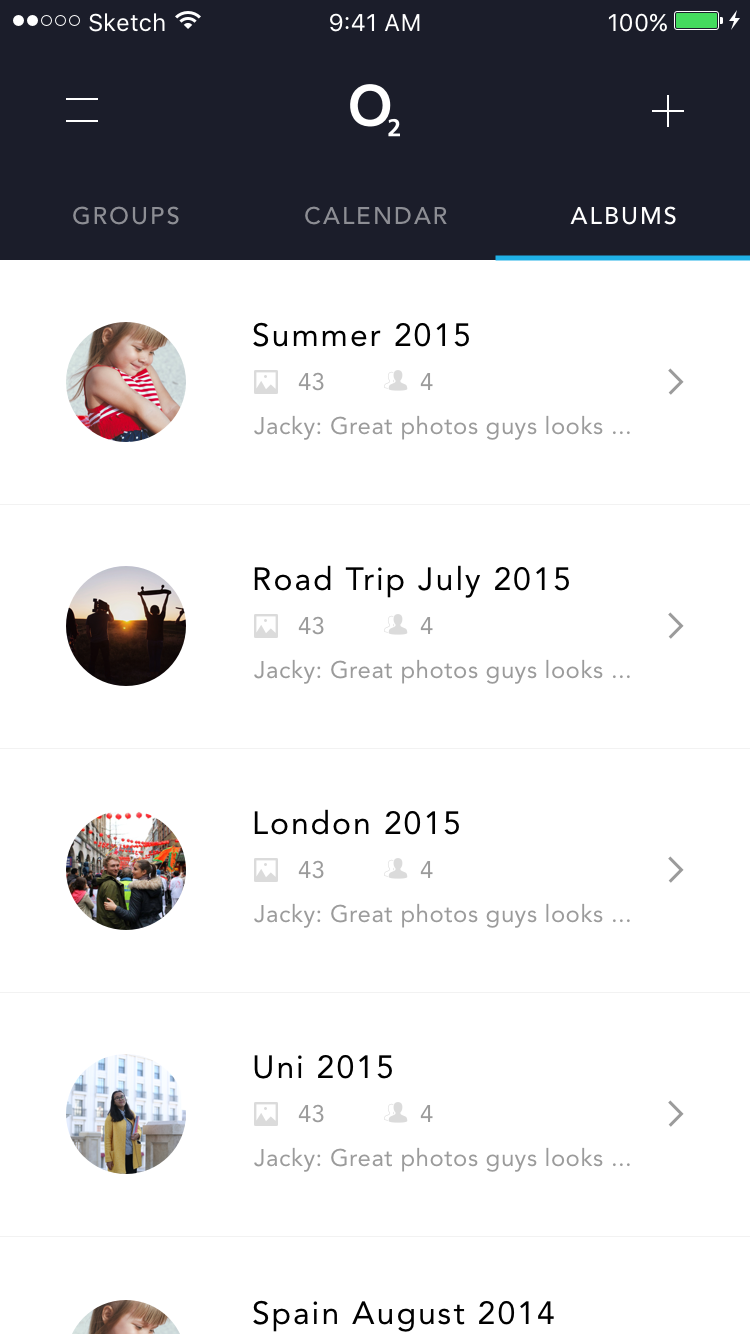 Sketch 9:41 AM 100%
O2
GROUPS CALENDAR ALBUMS
Summer 2015
43 4
Jacky: Great photos guys looks ...
Road Trip July 2015
43 4
Jacky: Great photos guys looks ...
London 2015
43 4
Jacky: Great photos guys looks ...
Uni 2015
43 4
Jacky: Great photos guys looks ...
Spain August 2014